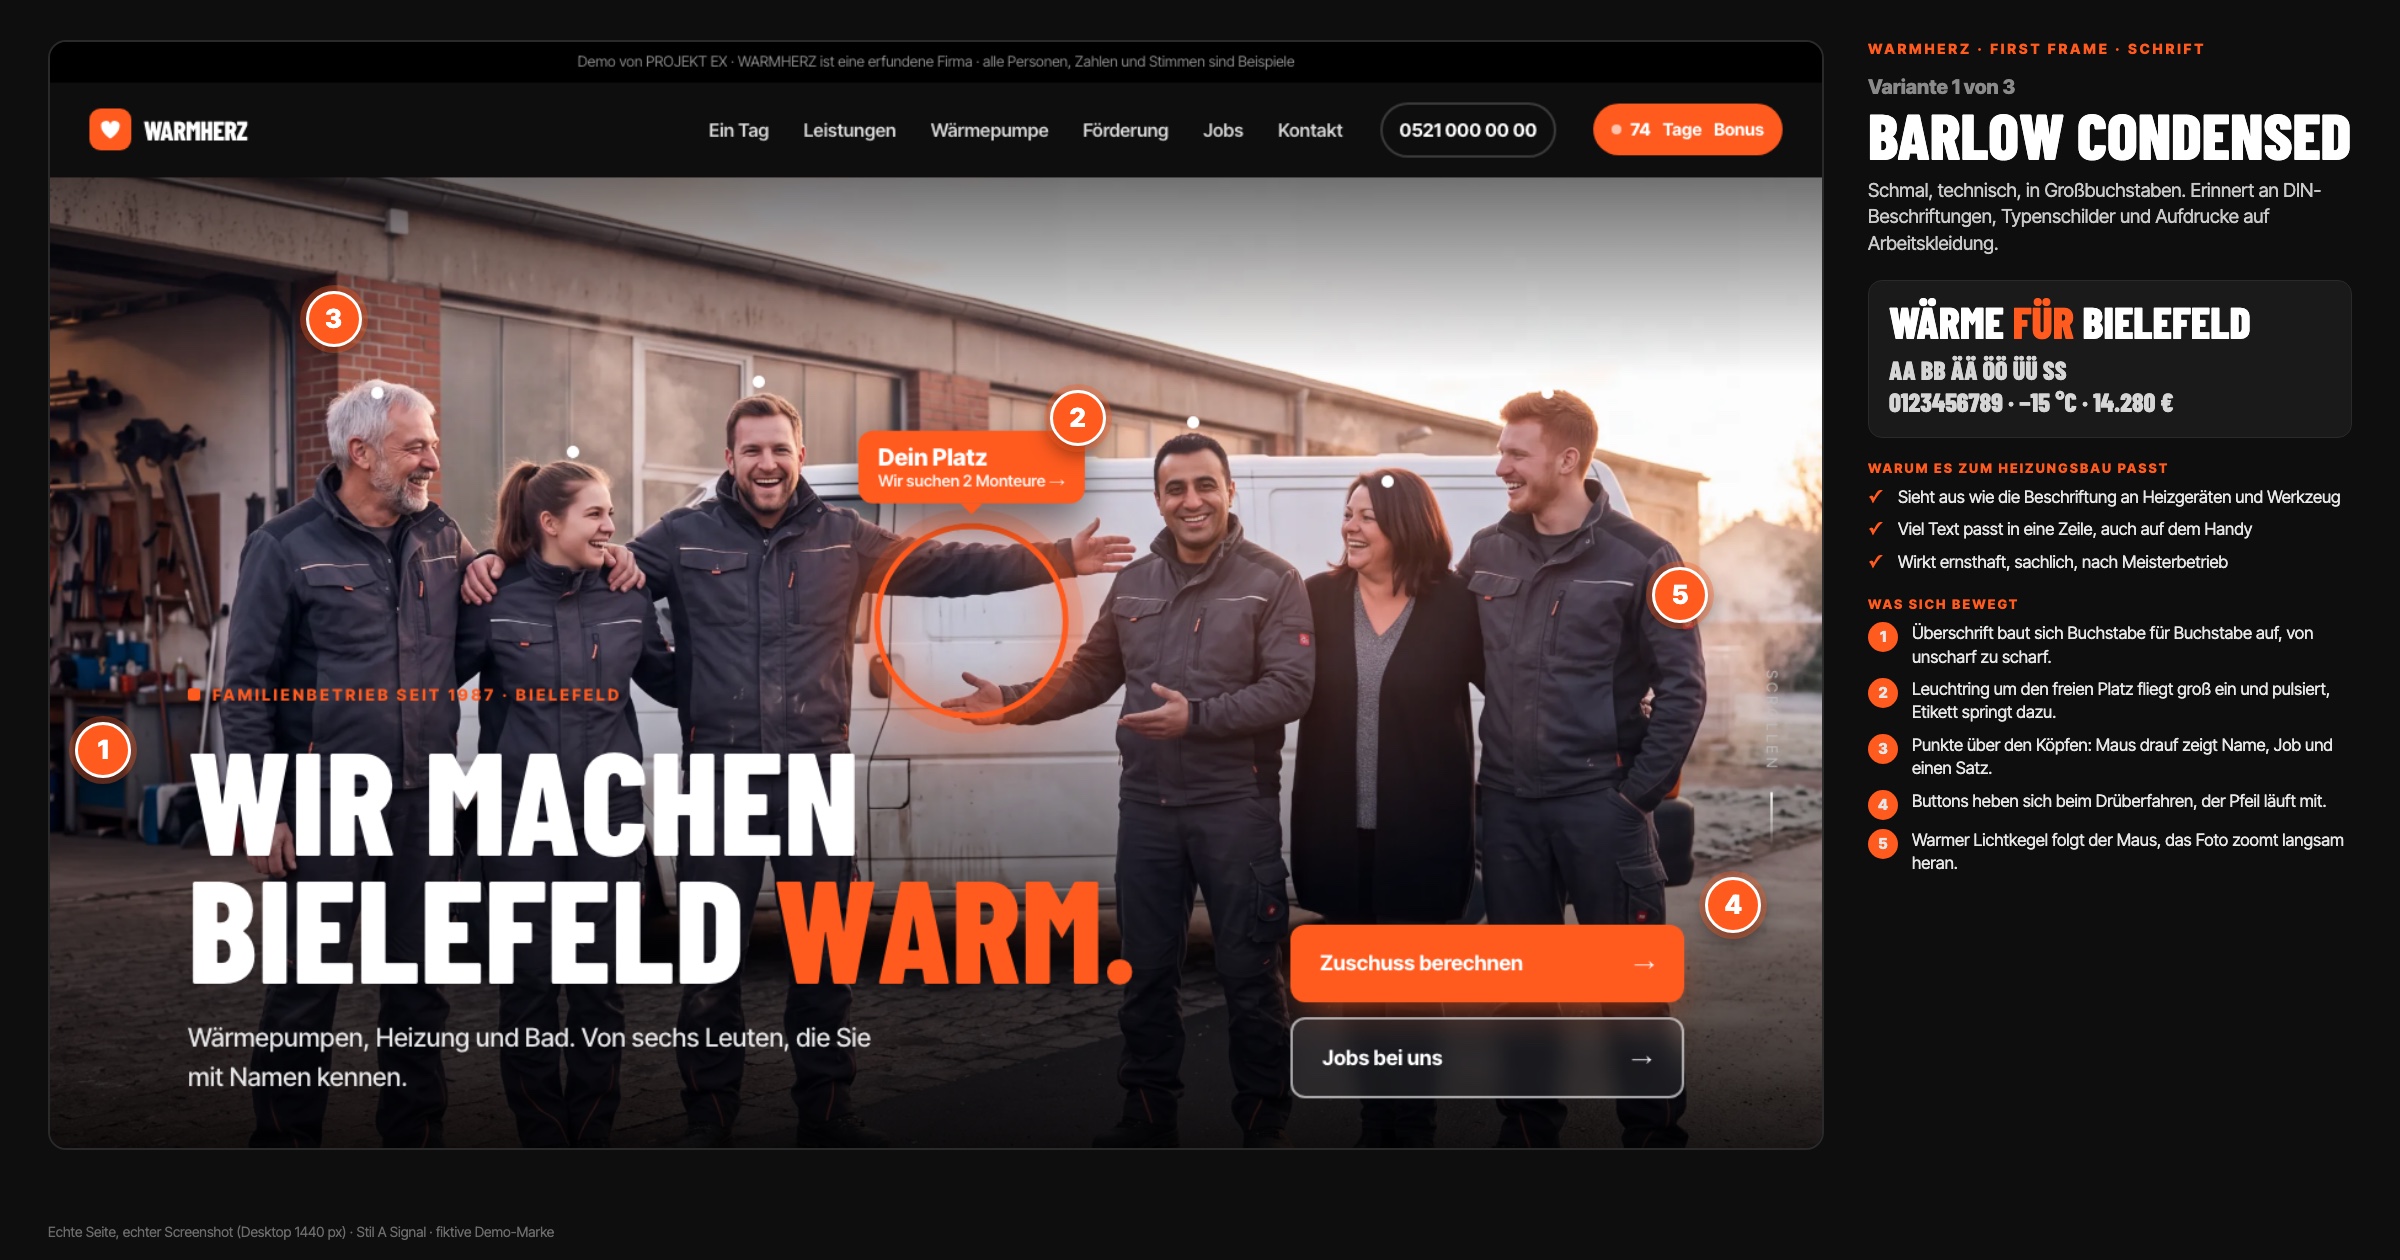 Demo von PROJEKT EX · WARMHERZ ist eine erfundene Firma · alle Personen, Zahlen und Stimmen sind Beispiele
WARMHERZ
Ein Tag
Leistungen
Wärmepumpe
Förderung
Jobs
Kontakt
0521 000 00 00
74 Tage Bonus
3
2
Dein Platz
Wir suchen 2 Monteure →
5
FAMILIENBETRIEB SEIT 1987 · BIELEFELD
1
WIR MACHEN
BIELEFELD WARM.
SCROLLEN
4
Wärmepumpen, Heizung und Bad. Von sechs Leuten, die Sie
mit Namen kennen.
Zuschuss berechnen →
Jobs bei uns →
WARMHERZ · FIRST FRAME · SCHRIFT
Variante 1 von 3
BARLOW CONDENSED
Schmal, technisch, in Großbuchstaben. Erinnert an DIN-
Beschriftungen, Typenschilder und Aufdrucke auf
Arbeitskleidung.
WÄRME FÜR BIELEFELD
AA BB ÄÄ ÖÖ ÜÜ SS
0123456789 · −15 °C · 14.280 €
WARUM ES ZUM HEIZUNGSBAU PASST
✓ Sieht aus wie die Beschriftung an Heizgeräten und Werkzeug
✓ Viel Text passt in eine Zeile, auch auf dem Handy
✓ Wirkt ernsthaft, sachlich, nach Meisterbetrieb
WAS SICH BEWEGT
1 Überschrift baut sich Buchstabe für Buchstabe auf, von
unscharf zu scharf.
2 Leuchtring um den freien Platz fliegt groß ein und pulsiert,
Etikett springt dazu.
3 Punkte über den Köpfen: Maus drauf zeigt Name, Job und
einen Satz.
4 Buttons heben sich beim Drüberfahren, der Pfeil läuft mit.
5 Warmer Lichtkegel folgt der Maus, das Foto zoomt langsam
heran.
Echte Seite, echter Screenshot (Desktop 1440 px) · Stil A Signal · fiktive Demo-Marke